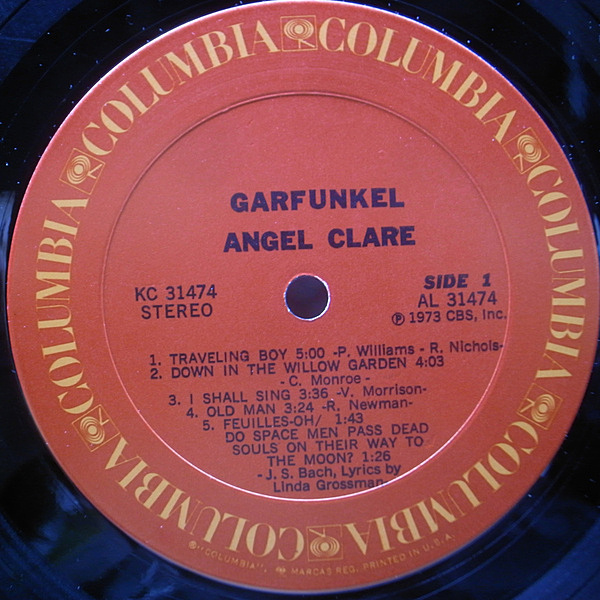 COLUMBIA COLUMBIA COLUMBIA COLUMBIA COLUMBIA COLUMBIA COLUMBIA
GARFUNKEL
ANGEL CLARE
KC 31474
STEREO
SIDE 1
AL 31474
℗ 1973 CBS, Inc.
1. TRAVELING BOY 5:00 -P. Williams - R. Nichols-
2. DOWN IN THE WILLOW GARDEN 4:03
- C. Monroe -
3. I SHALL SING 3:36 -V. Morrison-
4. OLD MAN 3:24 -R. Newman-
5. FEUILLES-OH/ 1:43
DO SPACE MEN PASS DEAD
SOULS ON THEIR WAY TO
THE MOON? 1:26
-J. S. Bach, Lyrics by
Linda Grossman
®"COLUMBIA", MARCAS REG. PRINTED IN U.S.A.